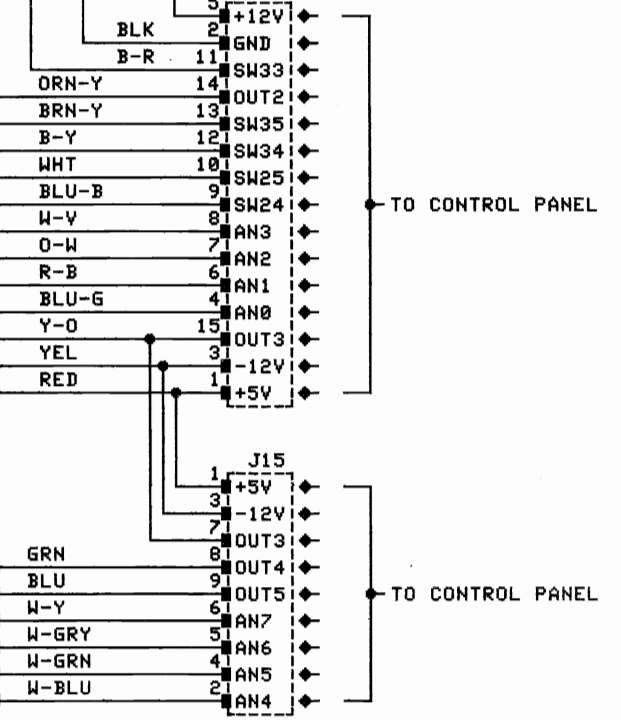 5 +12V
BLK 2 GND
B-R 11 SW33
ORN-Y 14 OUT2
BRN-Y 13 SW35
B-Y 12 SW34
WHT 10 SW25
BLU-B 9 SW24
TO CONTROL PANEL
W-V 8 AN3
O-W 7 AN2
R-B 6 AN1
BLU-G 4 AN0
Y-O 15 OUT3
YEL 3 -12V
RED 1 +5V
J15
1 +5V
3 -12V
7 OUT3
GRN 8 OUT4
BLU 9 OUT5
TO CONTROL PANEL
W-Y 6 AN7
W-GRY 5 AN6
W-GRN 4 AN5
W-BLU 2 AN4